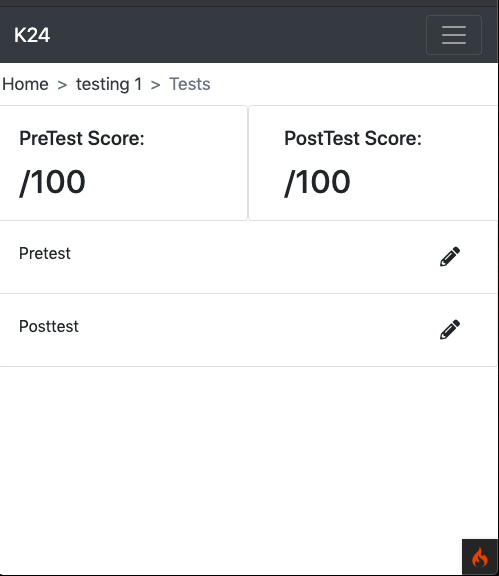 K24
Home > testing 1 > Tests
PreTest Score:
/100
PostTest Score:
/100
Pretest
Posttest